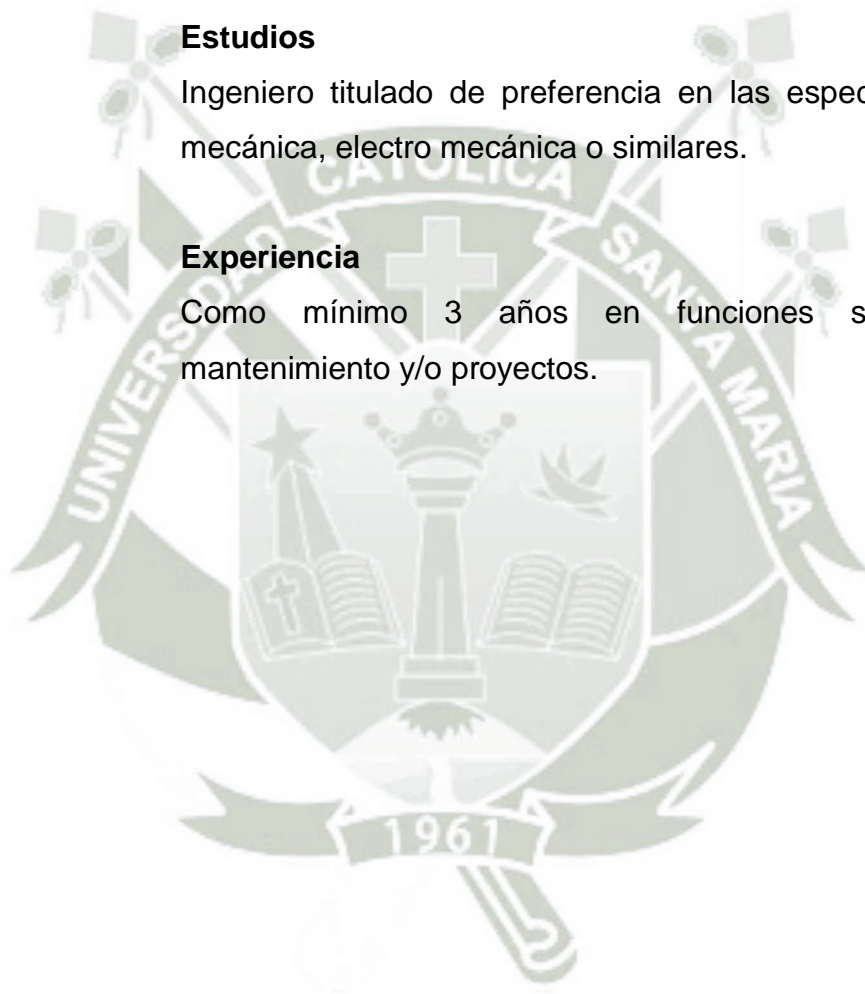 Estudios
Ingeniero titulado de preferencia en las espec
mecánica, electro mecánica o similares.
Experiencia
Como mínimo 3 años en funciones s
mantenimiento y/o proyectos.
UNIVERSIDAD CATOLICA SANTA MARIA
1961